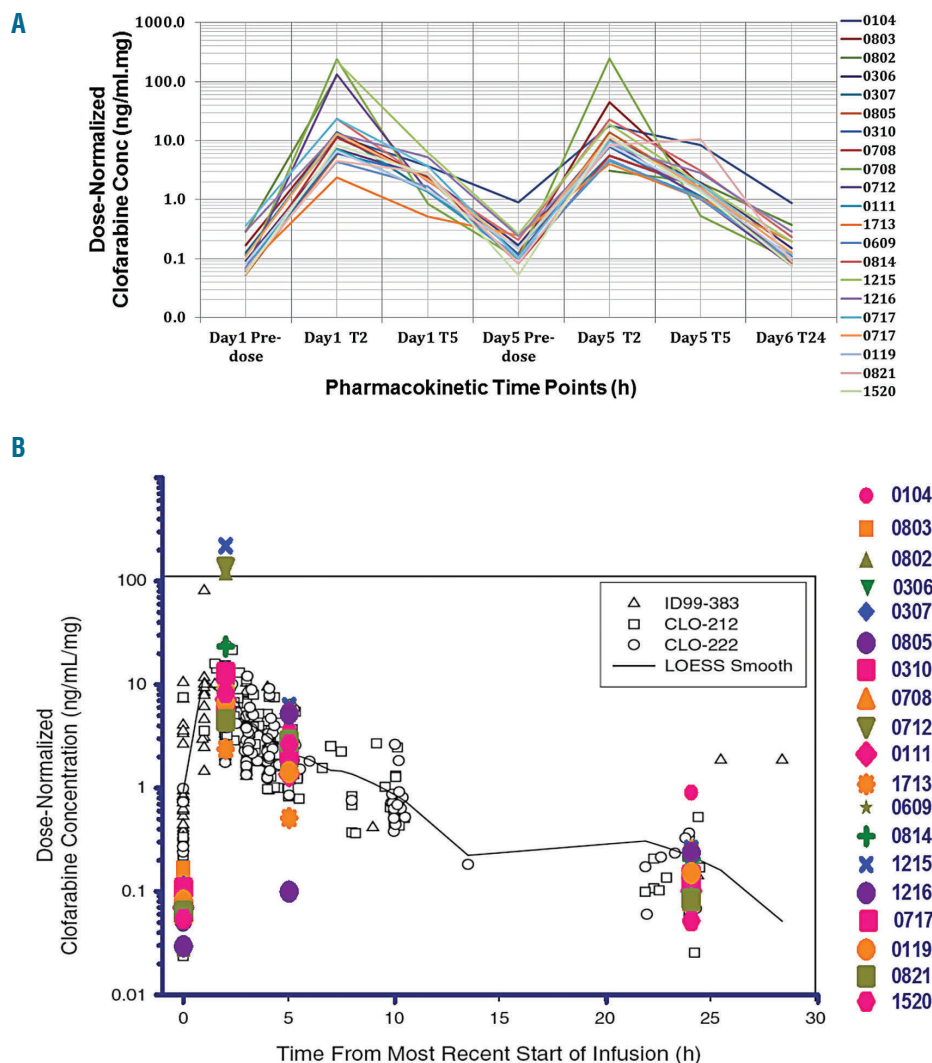 A
Dose-Normalized
Clofarabine Conc (ng/ml.mg)
1000.0
100.0
10.0
1.0
0.1
0.0
Day1 Pre-
dose
Day1 T2
Day1 T5
Day5 Pre-
dose
Day5 T2
Day5 T5
Day6 T24
Pharmacokinetic Time Points (h)
0104
0803
0802
0306
0307
0805
0310
0708
0708
0712
0111
1713
0609
0814
1215
1216
0717
0717
0119
0821
1520
B
Dose-Normalized
Clofarabine Concentration (ng/mL/mg)
100
10
1
0.1
0.01
0
5
10
15
20
25
30
Time From Most Recent Start of Infusion (h)
ID99-383
CLO-212
CLO-222
LOESS Smooth
0104
0803
0802
0306
0307
0805
0310
0708
0712
0111
1713
0609
0814
1215
1216
0717
0119
0821
1520